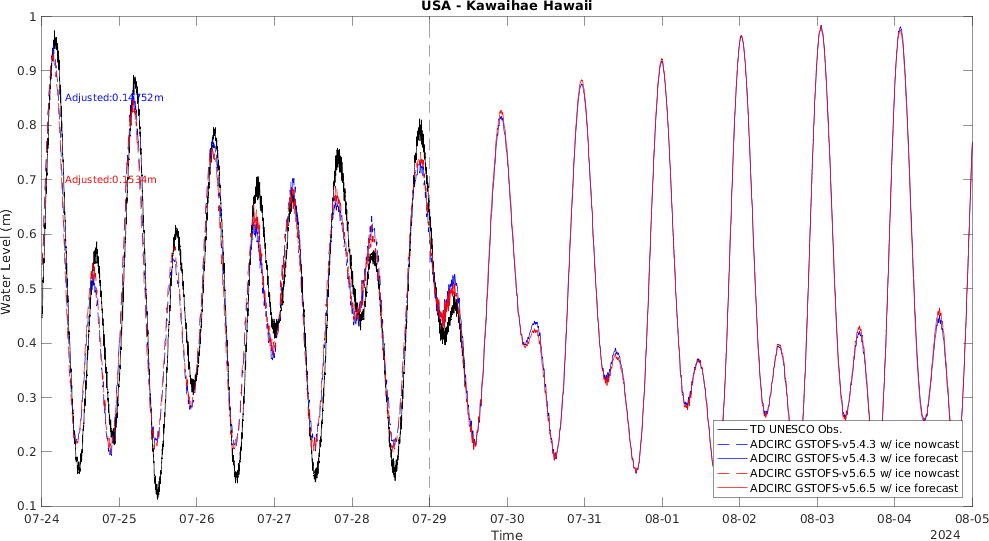 USA - Kawaihae Hawaii
1
0.9
0.8
0.7
0.6
0.5
0.4
0.3
0.2
0.1
Water Level (m)
Adjusted:0.14752m
Adjusted:0.1534m
TD UNESCO Obs.
ADCIRC GSTOFS-v5.4.3 w/ ice nowcast
ADCIRC GSTOFS-v5.4.3 w/ ice forecast
ADCIRC GSTOFS-v5.6.5 w/ ice nowcast
ADCIRC GSTOFS-v5.6.5 w/ ice forecast
07-24 07-25 07-26 07-27 07-28 07-29 07-30 07-31 08-01 08-02 08-03 08-04 08-05
Time
2024